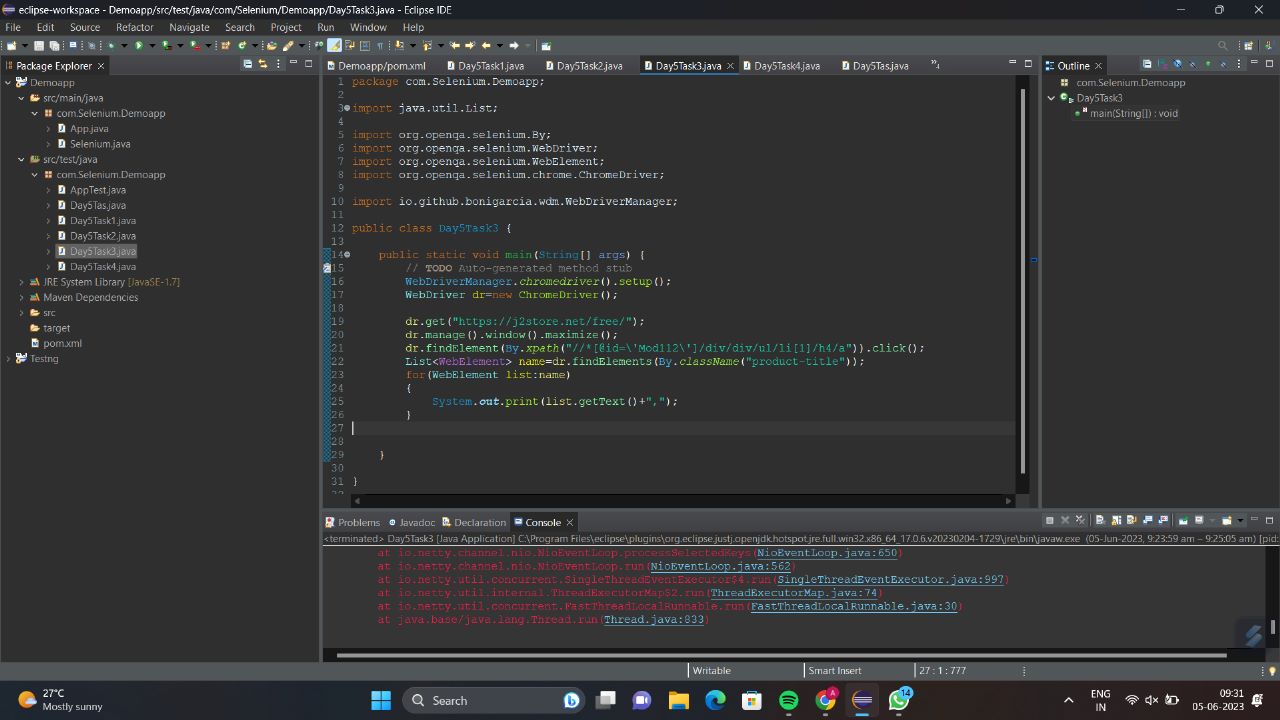 eclipse-workspace - Demoapp/src/test/java/com/Selenium/Demoapp/Day5Task3.java - Eclipse IDE
File Edit Source Refactor Navigate Search Project Run Window Help
Package Explorer
Demoapp
src/main/java
com.Selenium.Demoapp
App.java
Selenium.java
src/test/java
com.Selenium.Demoapp
AppTest.java
Day5Tas.java
Day5Task1.java
Day5Task2.java
Day5Task3.java
Day5Task4.java
JRE System Library [JavaSE-1.7]
Maven Dependencies
src
target
pom.xml
Testng
Demoapp/pom.xml Day5Task1.java Day5Task2.java Day5Task3.java Day5Task4.java Day5Tas.java
1 package com.Selenium.Demoapp;
2
3 import java.util.List;
4
5 import org.openqa.selenium.By;
6 import org.openqa.selenium.WebDriver;
7 import org.openqa.selenium.WebElement;
8 import org.openqa.selenium.chrome.ChromeDriver;
9
10 import io.github.bonigarcia.wdm.WebDriverManager;
11
12 public class Day5Task3 {
13
14 public static void main(String[] args) {
15 // TODO Auto-generated method stub
16 WebDriverManager.chromedriver().setup();
17 WebDriver dr=new ChromeDriver();
18
19 dr.get("https://j2store.net/free/");
20 dr.manage().window().maximize();
21 dr.findElement(By.xpath("//*[@id=\'Mod112\']/div/div/ul/li[1]/h4/a")).click();
22 List<WebElement> name=dr.findElements(By.className("product-title"));
23 for(WebElement list:name)
24 {
25 System.out.print(list.getText()+",");
26 }
27
28
29 }
30
31 }
32
Outline
com.Selenium.Demoapp
Day5Task3
main(String[]) : void
Problems Javadoc Declaration Console
<terminated> Day5Task3 [Java Application] C:\Program Files\eclipse\plugins\org.eclipse.justj.openjdk.hotspot.jre.full.win32.x86_64_17.0.6.v20230204-1729\jre\bin\javaw.exe (05-Jun-2023, 9:23:59 am – 9:25:05 am) [pid:
at io.netty.channel.nio.NioEventLoop.processSelectedKeys(NioEventLoop.java:650)
at io.netty.channel.nio.NioEventLoop.run(NioEventLoop.java:562)
at io.netty.util.concurrent.SingleThreadEventExecutor$4.run(SingleThreadEventExecutor.java:997)
at io.netty.util.internal.ThreadExecutorMap$2.run(ThreadExecutorMap.java:74)
at io.netty.util.concurrent.FastThreadLocalRunnable.run(FastThreadLocalRunnable.java:30)
at java.base/java.lang.Thread.run(Thread.java:833)
Writable Smart Insert 27 : 1 : 777
27°C
Mostly sunny
Search
A
14
ENG
IN
09:31
05-06-2023